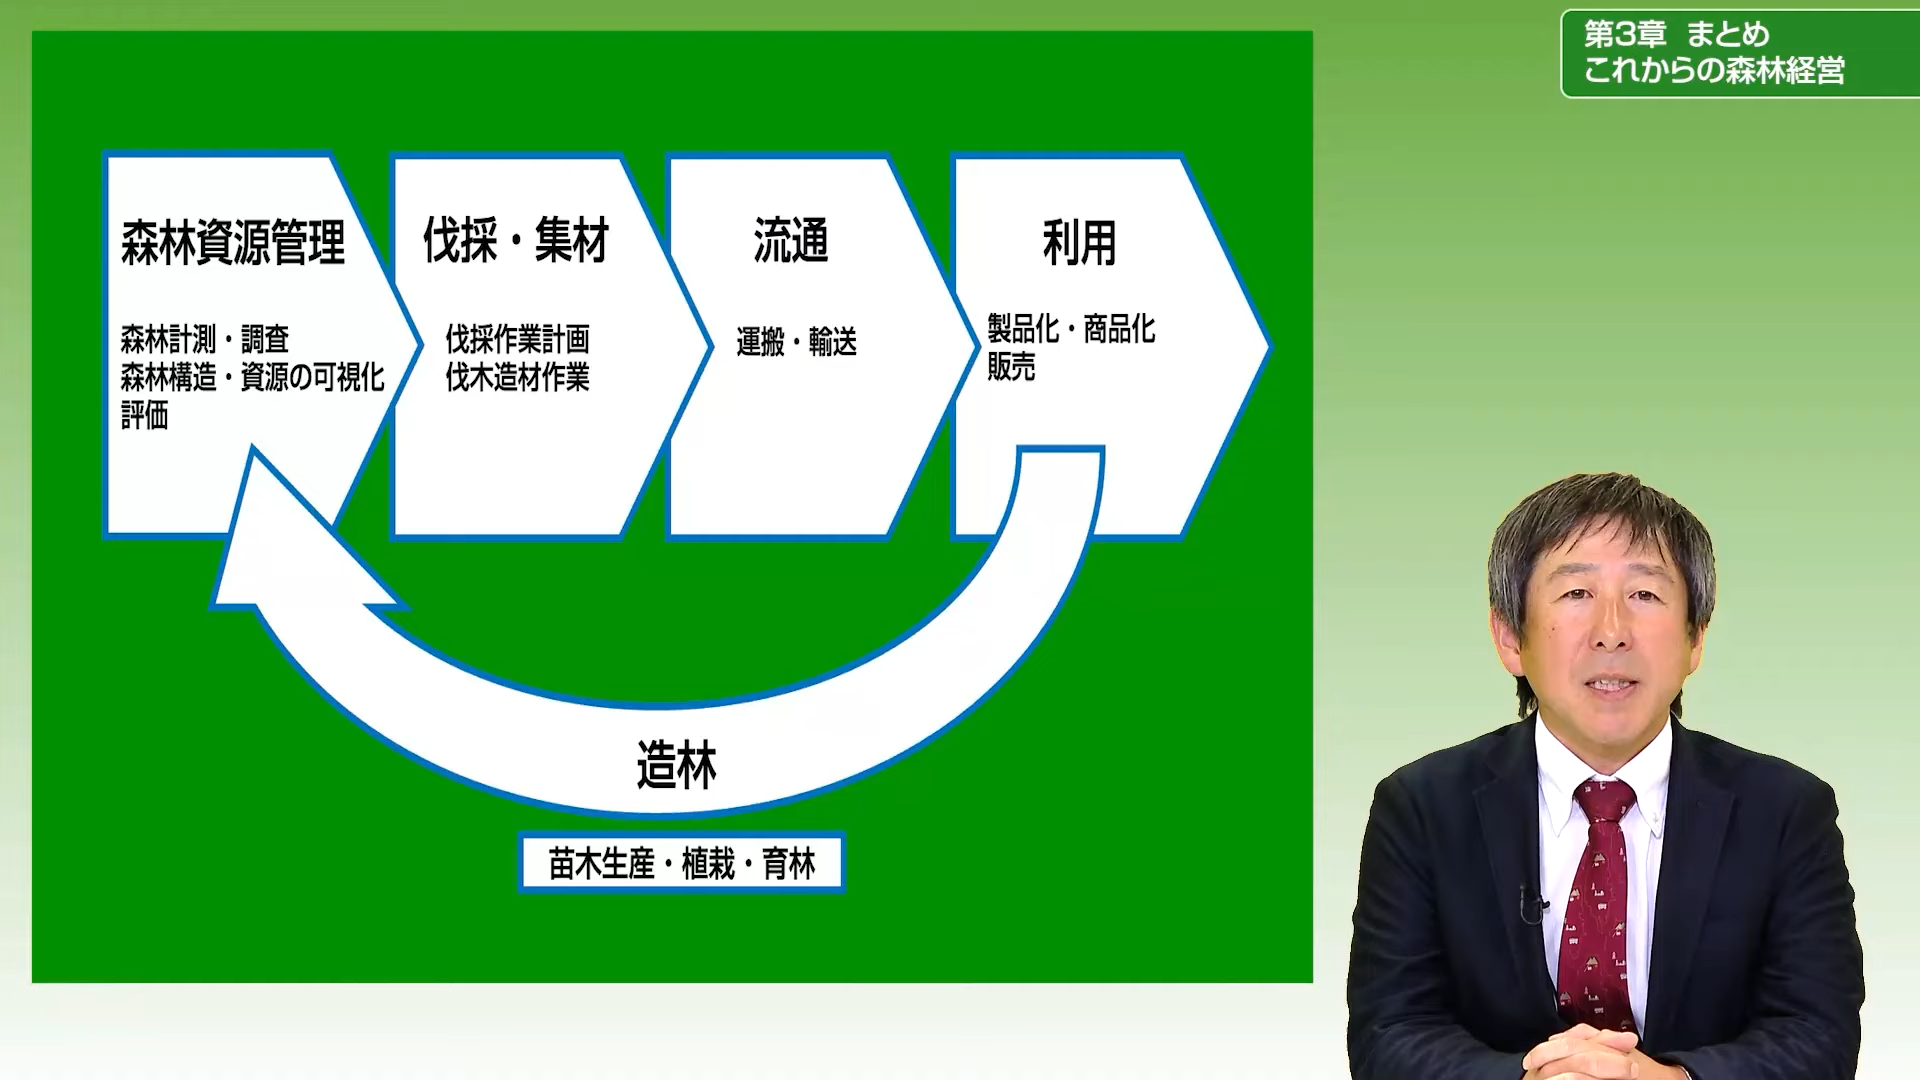 第3章 まとめ
これからの森林経営
森林資源管理
森林計測・調査
森林構造・資源の可視化
評価
伐採・集材
伐採作業計画
伐木造材作業
流通
運搬・輸送
利用
製品化・商品化
販売
造林
苗木生産・植栽・育林